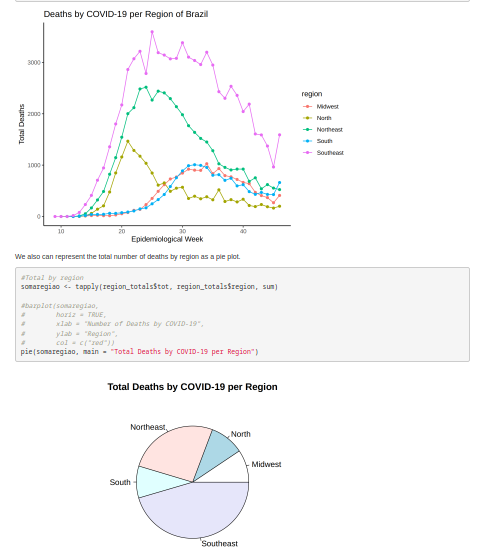 Deaths by COVID-19 per Region of Brazil
3000
2000
1000
0
10
20
30
40
Total Deaths
Epidemiological Week
region
Midwest
North
Northeast
South
Southeast
We also can represent the total number of deaths by region as a pie plot.
#Total by region
somaregiao <- tapply(region_totals$tot, region_totals$region, sum)
#barplot(somaregiao,
# horiz = TRUE,
# xlab = "Number of Deaths by COVID-19",
# ylab = "Region",
# col = c("red"))
pie(somaregiao, main = "Total Deaths by COVID-19 per Region")
Total Deaths by COVID-19 per Region
Northeast
North
Midwest
South
Southeast